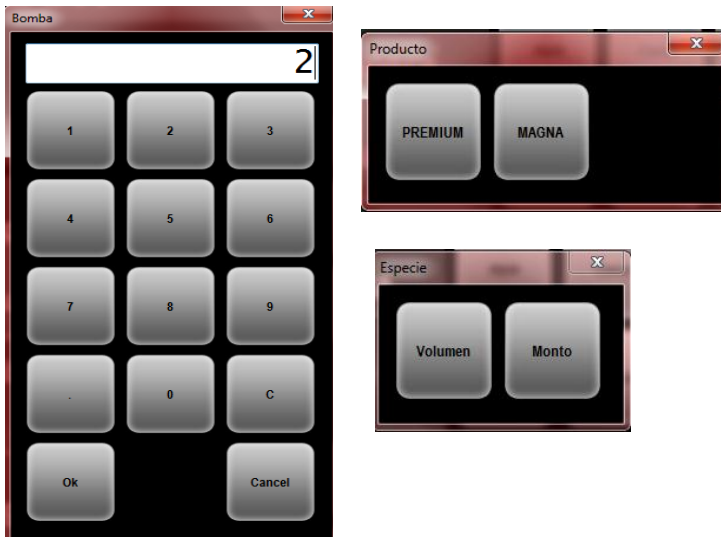 Bomba
2
1 2 3
4 5 6
7 8 9
. 0 C
Ok Cancel
Producto
PREMIUM MAGNA
Especie
Volumen Monto